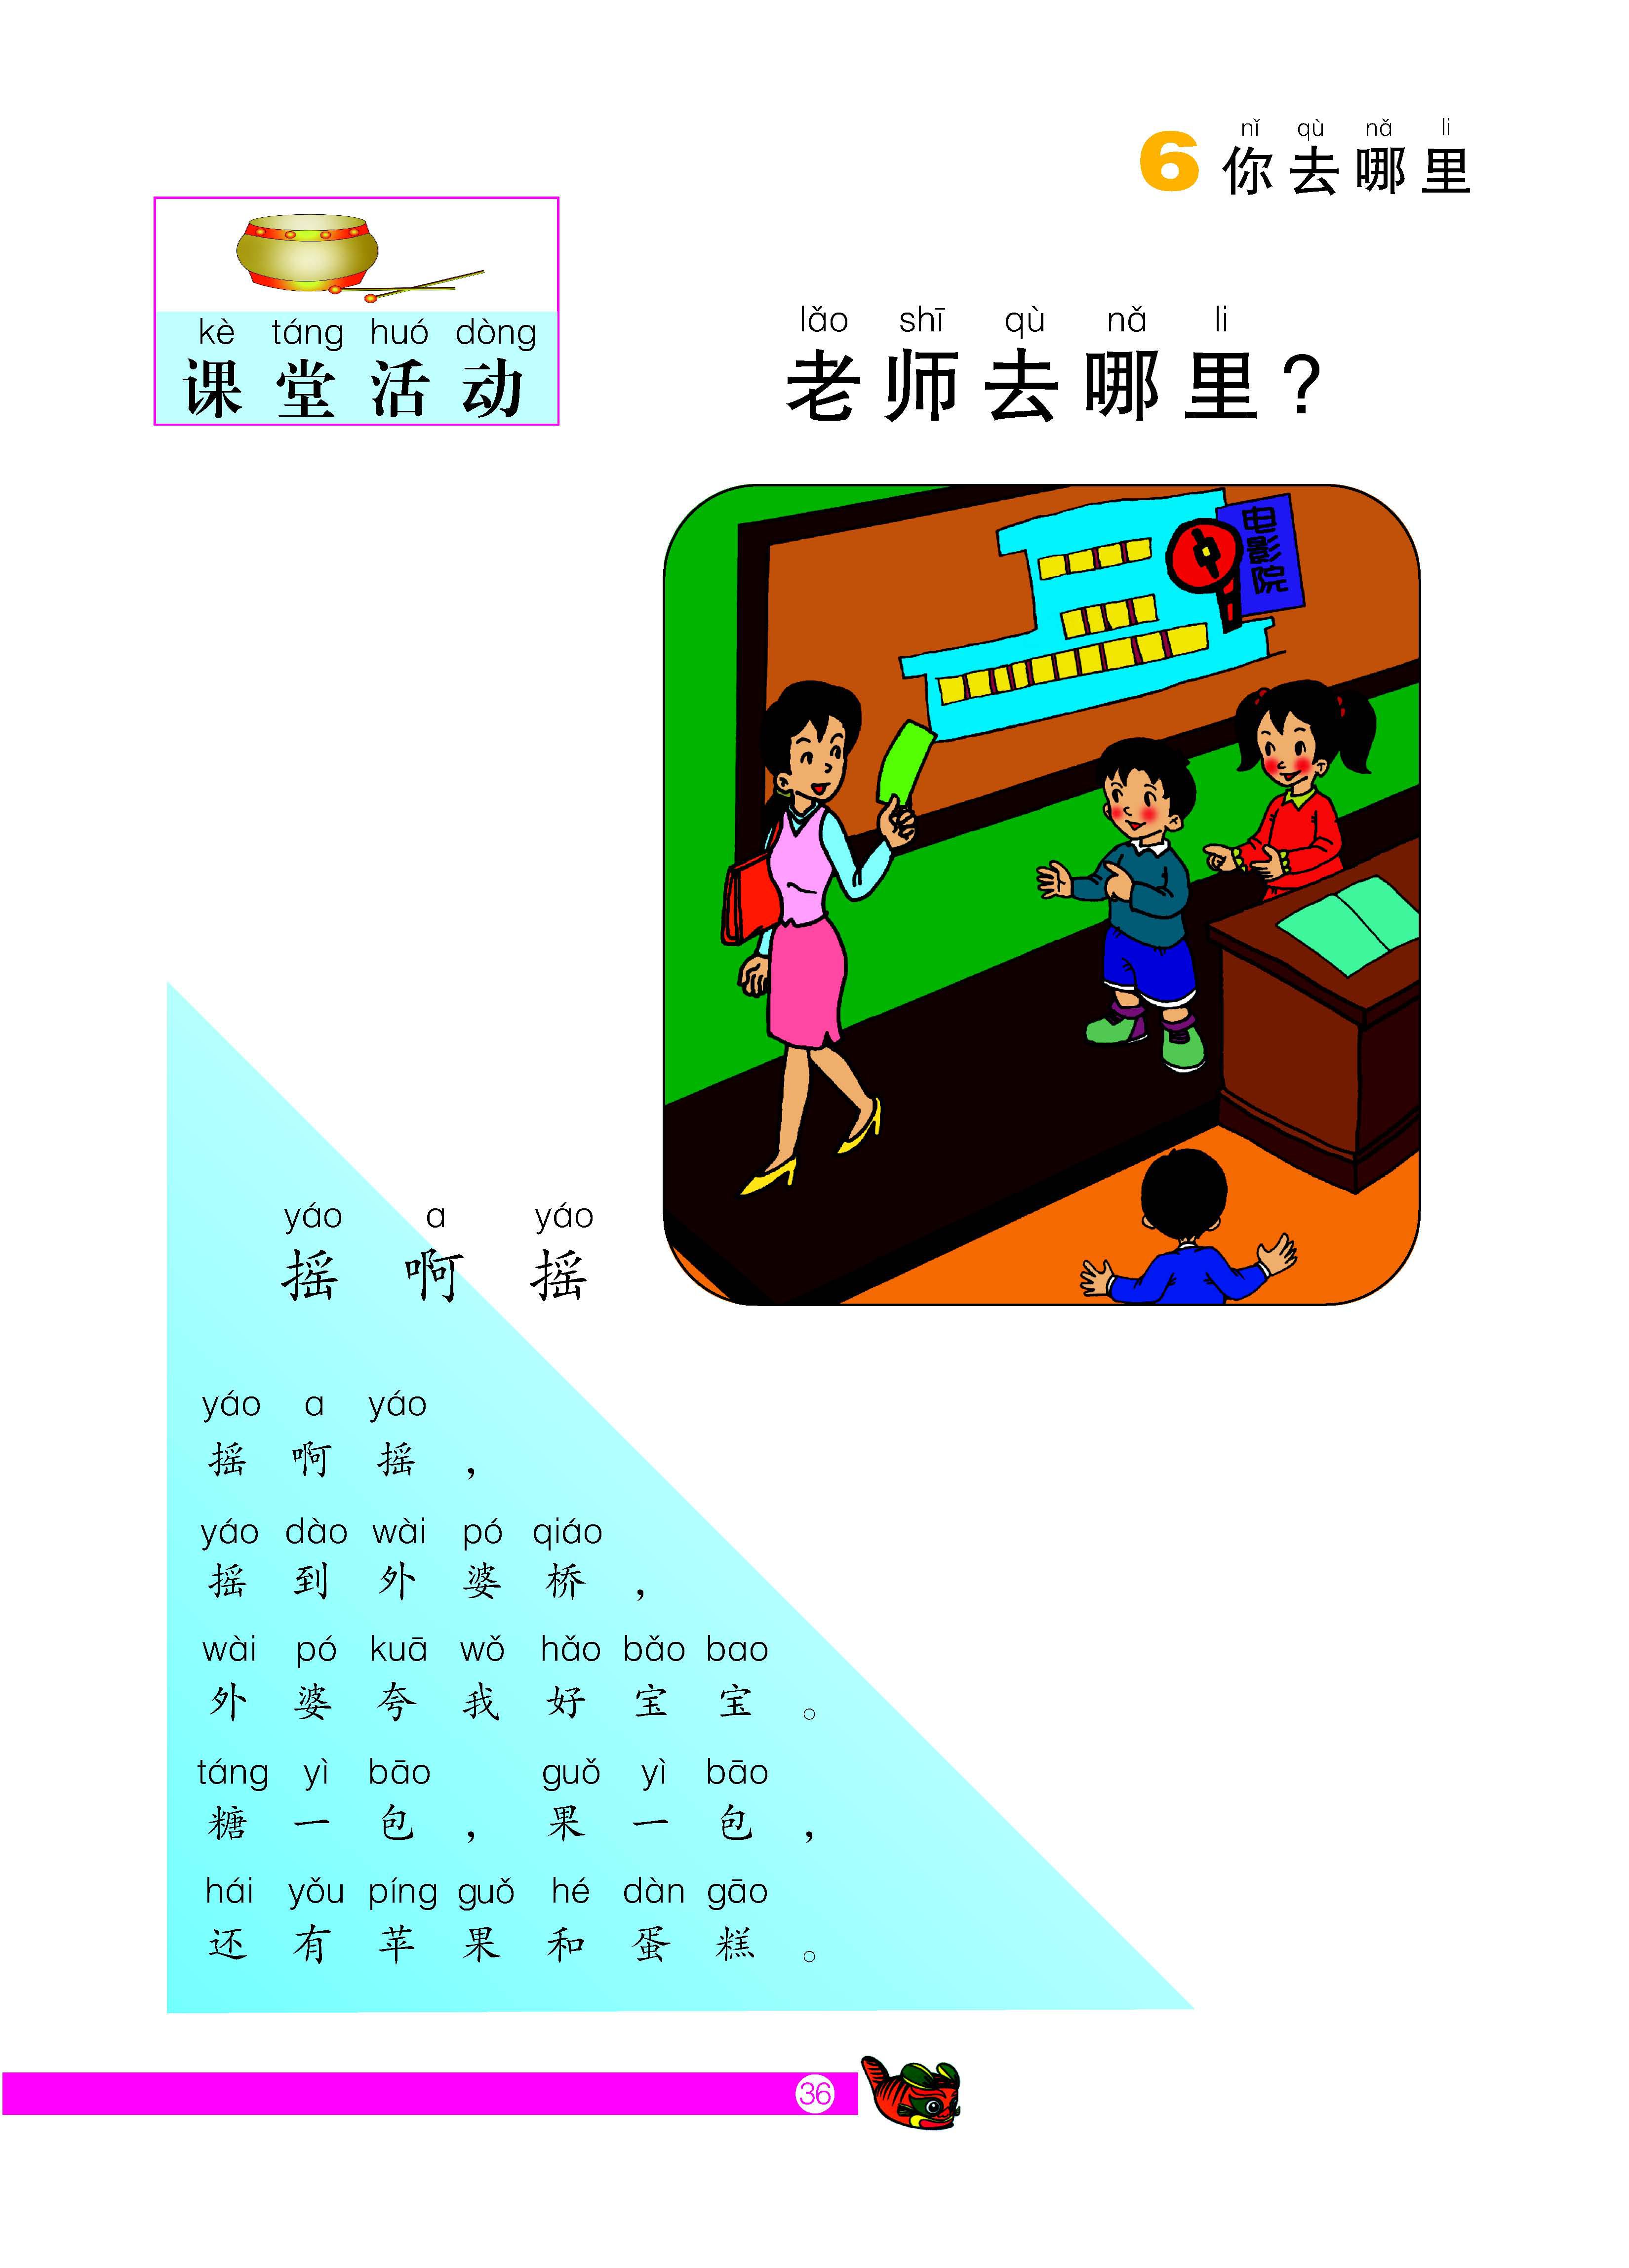 nǐ qù nǎ li
6 你去哪里
kè táng huó dòng
课堂活动
lǎo shī qù nǎ li
老师去哪里?
电影院
中
yáo a yáo
摇啊摇
yáo a yáo
摇啊摇，
yáo dào wài pó qiáo
摇到外婆桥，
wài pó kuā wǒ hǎo bǎo bao
外婆夸我好宝宝。
táng yì bāo guǒ yì bāo
糖一包，果一包，
hái yǒu píng guǒ hé dàn gāo
还有苹果和蛋糕。
36